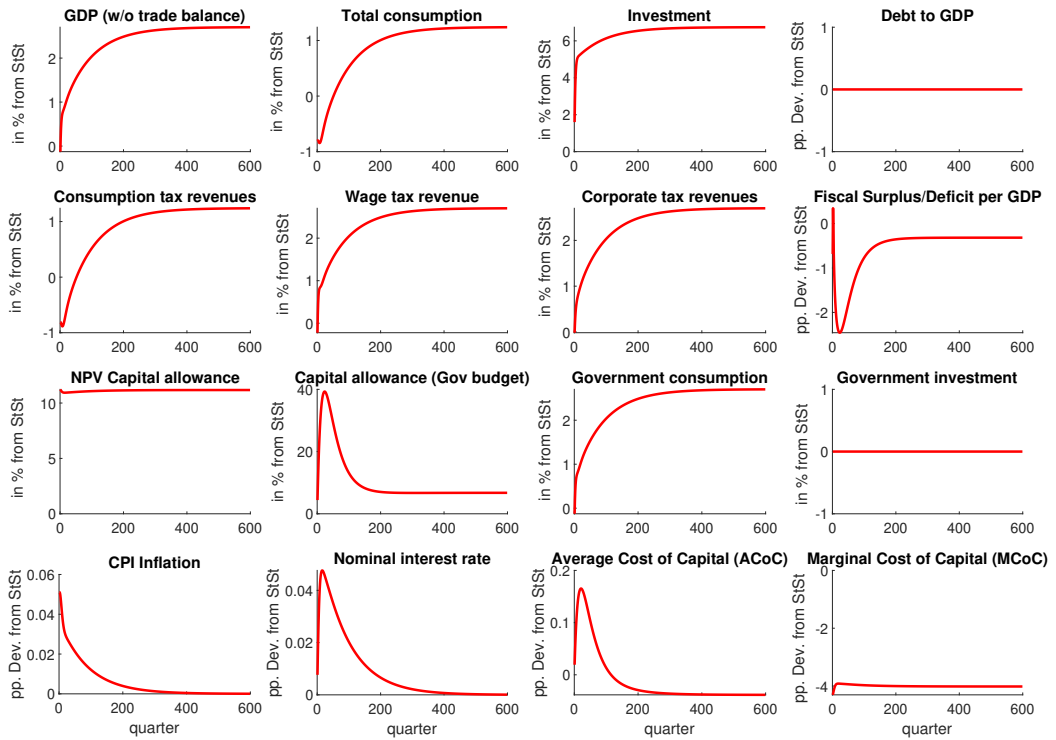 GDP (w/o trade balance)
in % from StSt
2
1
0
0 200 400 600
Total consumption
in % from StSt
1
0
-1
0 200 400 600
Investment
in % from StSt
6
4
2
0
0 200 400 600
Debt to GDP
pp. Dev. from StSt
1
0
-1
0 200 400 600
Consumption tax revenues
in % from StSt
1
0
-1
0 200 400 600
Wage tax revenue
in % from StSt
2
1
0
0 200 400 600
Corporate tax revenues
in % from StSt
2
1
0
0 200 400 600
Fiscal Surplus/Deficit per GDP
pp. Dev. from StSt
0
-1
-2
0 200 400 600
NPV Capital allowance
in % from StSt
10
5
0
0 200 400 600
Capital allowance (Gov budget)
in % from StSt
40
20
0
0 200 400 600
Government consumption
in % from StSt
2
1
0
0 200 400 600
Government investment
in % from StSt
1
0
-1
0 200 400 600
CPI Inflation
pp. Dev. from StSt
0.06
0.04
0.02
0
0 200 400 600
quarter
Nominal interest rate
pp. Dev. from StSt
0.04
0.02
0
0 200 400 600
quarter
Average Cost of Capital (ACoC)
pp. Dev. from StSt
0.2
0.1
0
0 200 400 600
quarter
Marginal Cost of Capital (MCoC)
pp. Dev. from StSt
0
-2
-4
0 200 400 600
quarter